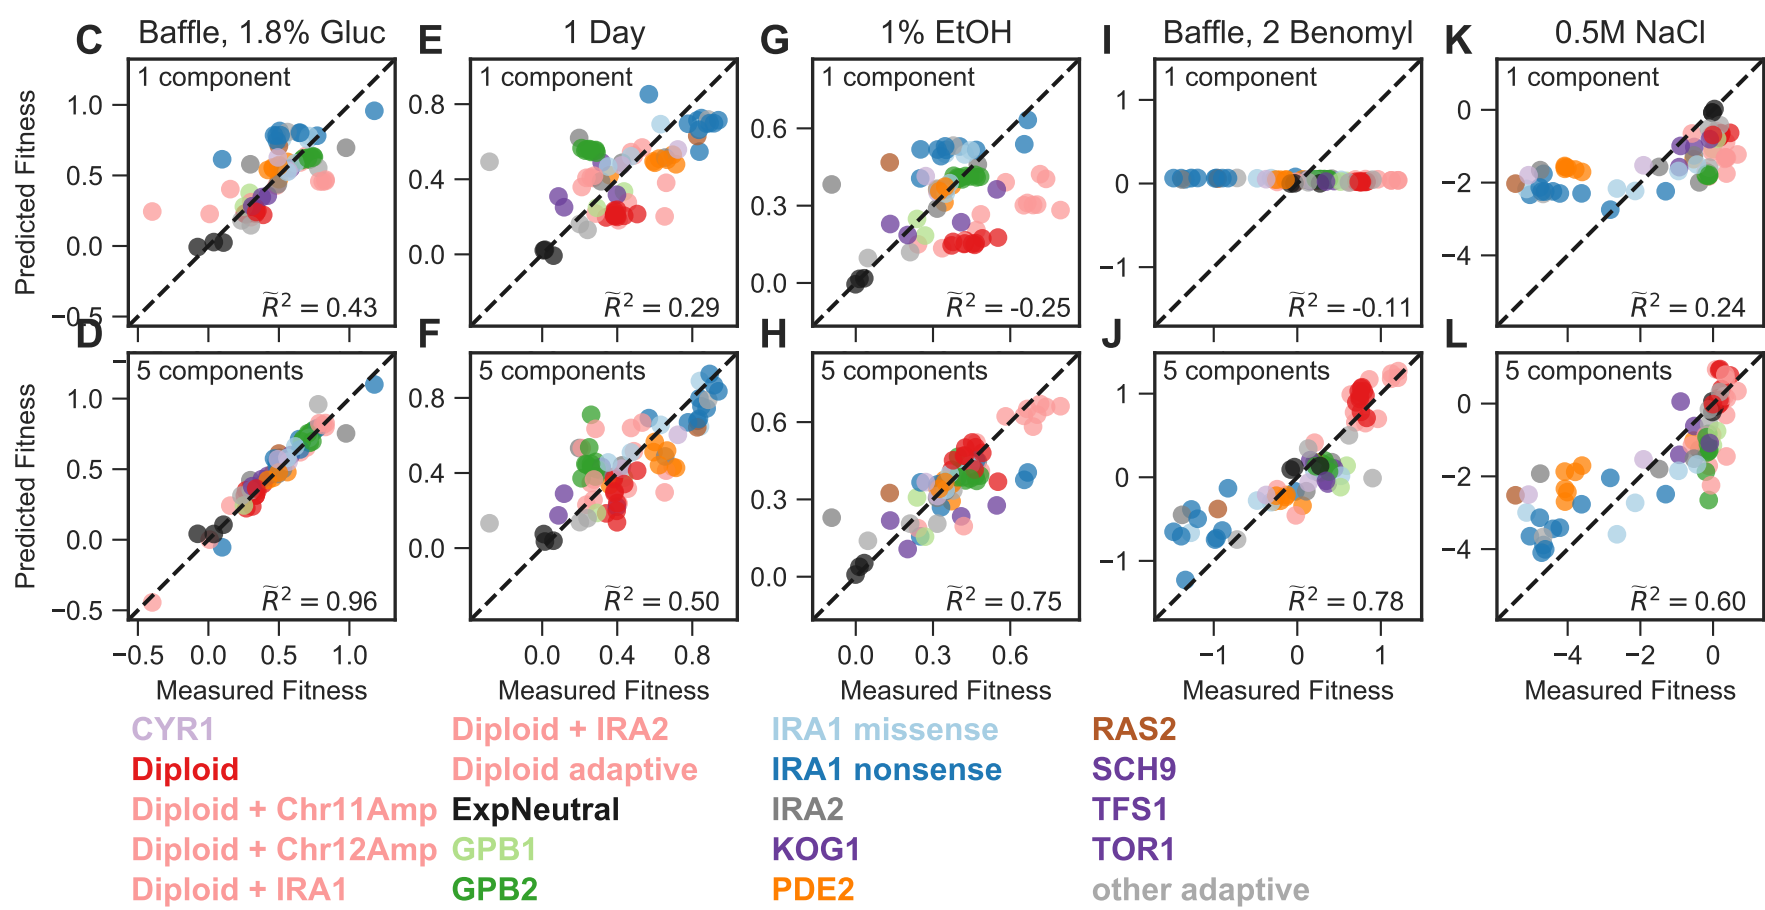 C Baffle, 1.8% Gluc E 1 Day G 1% EtOH I Baffle, 2 Benomyl K 0.5M NaCl
1 component 1 component 1 component 1 component 1 component
Predicted Fitness
1.0
0.5
0.0
−0.5
0.8
0.4
0.0
0.6
0.3
0.0
1
0
−1
0
−2
−4
R̃² = 0.43 R̃² = 0.29 R̃² = -0.25 R̃² = -0.11 R̃² = 0.24
D F H J L
5 components 5 components 5 components 5 components 5 components
Predicted Fitness
1.0
0.5
0.0
−0.5
0.8
0.4
0.0
0.6
0.3
0.0
1
0
−1
0
−2
−4
R̃² = 0.96 R̃² = 0.50 R̃² = 0.75 R̃² = 0.78 R̃² = 0.60
−0.5 0.0 0.5 1.0 0.0 0.4 0.8 0.0 0.3 0.6 −1 0 1 −4 −2 0
Measured Fitness Measured Fitness Measured Fitness Measured Fitness Measured Fitness
CYR1 Diploid + IRA2 IRA1 missense RAS2
Diploid Diploid adaptive IRA1 nonsense SCH9
Diploid + Chr11Amp ExpNeutral IRA2 TFS1
Diploid + Chr12Amp GPB1 KOG1 TOR1
Diploid + IRA1 GPB2 PDE2 other adaptive